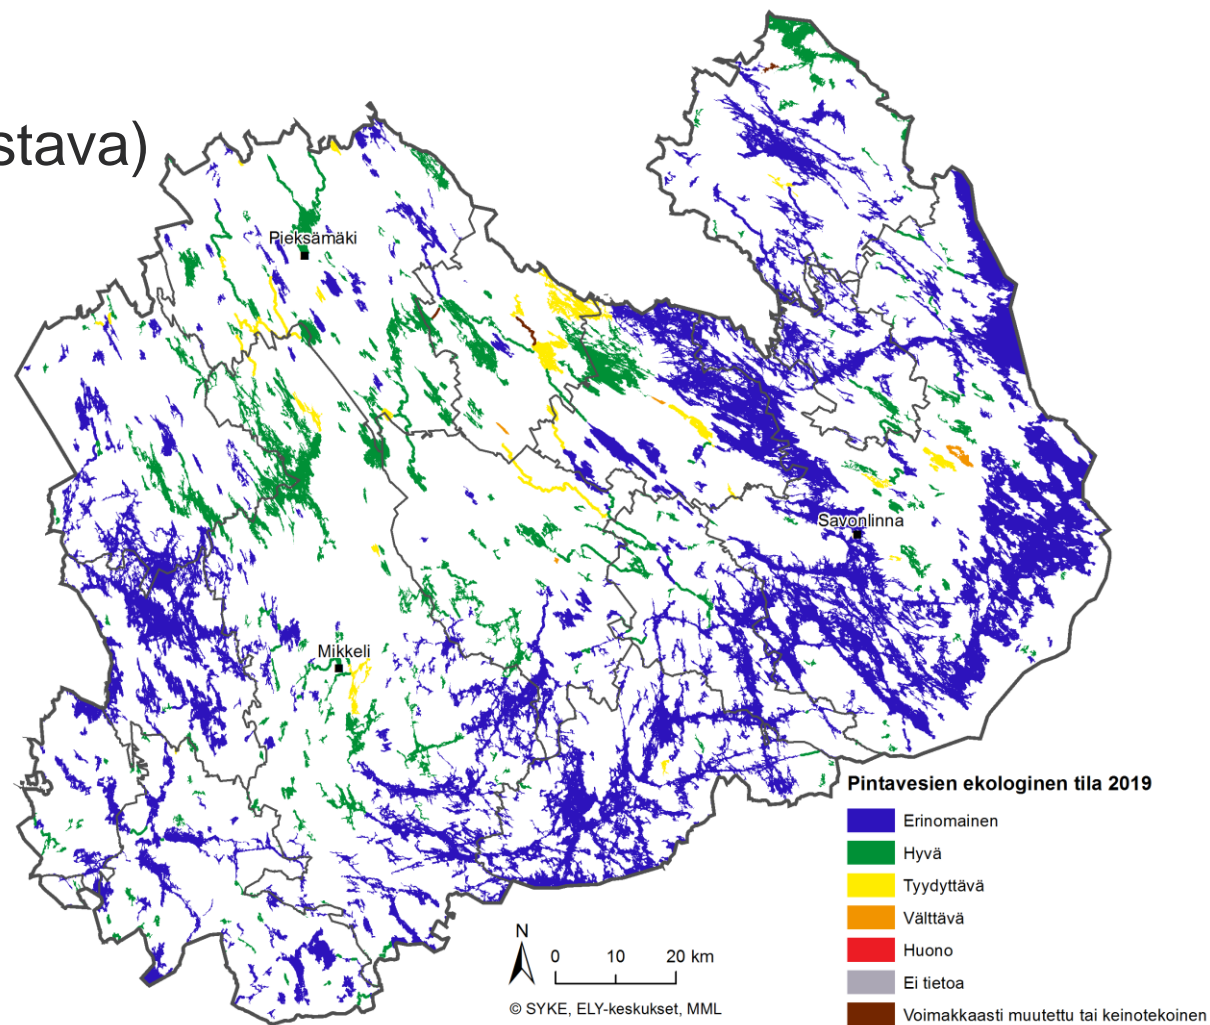 stava)
Pieksämäki
Savonlinna
Mikkeli
Pintavesien ekologinen tila 2019
Erinomainen
Hyvä
Tyydyttävä
Välttävä
Huono
Ei tietoa
Voimakkaasti muutettu tai keinotekoinen
N
0 10 20 km
© SYKE, ELY-keskukset, MML